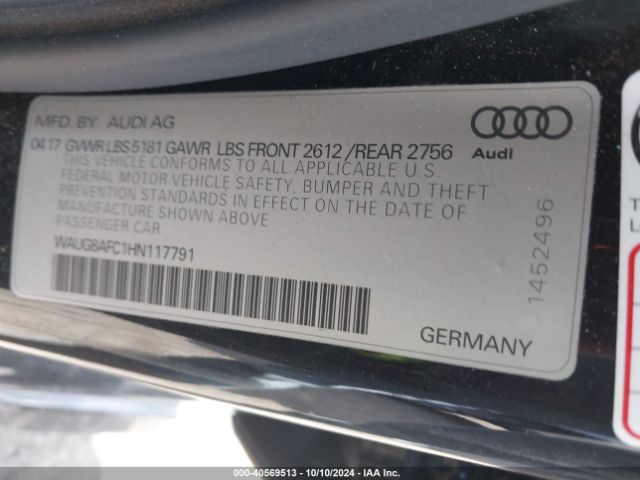 MFD. BY AUDI AG
Audi
04 17 GVWR LBS 5181 GAWR LBS FRONT 2612 /REAR 2756
THIS VEHICLE CONFORMS TO ALL APPLICABLE U.S.
FEDERAL MOTOR VEHICLE SAFETY, BUMPER AND THEFT
PREVENTION STANDARDS IN EFFECT ON THE DATE OF
MANUFACTURE SHOWN ABOVE
PASSENGER CAR
WAUG8AFC1HN117791
1452496
GERMANY
000-40569513 - 10/10/2024 - IAA Inc.